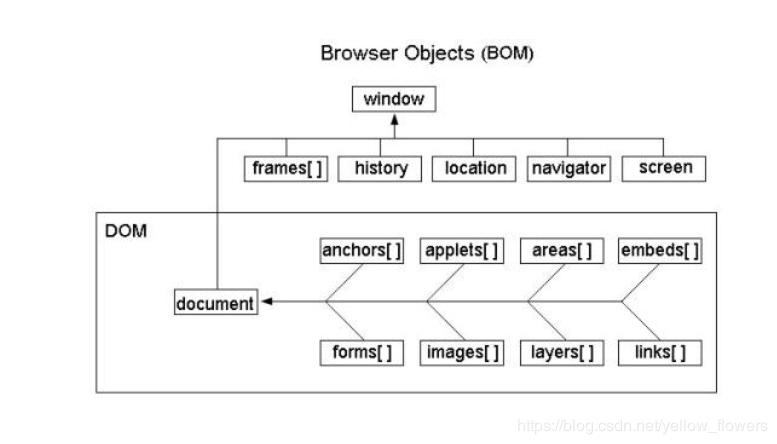 Browser Objects (BOM)
window
frames[ ] history location navigator screen
DOM
anchors[ ] applets[ ] areas[ ] embeds[ ]
document
forms[ ] images[ ] layers[ ] links[ ]
https://blog.csdn.net/yellow_flowers